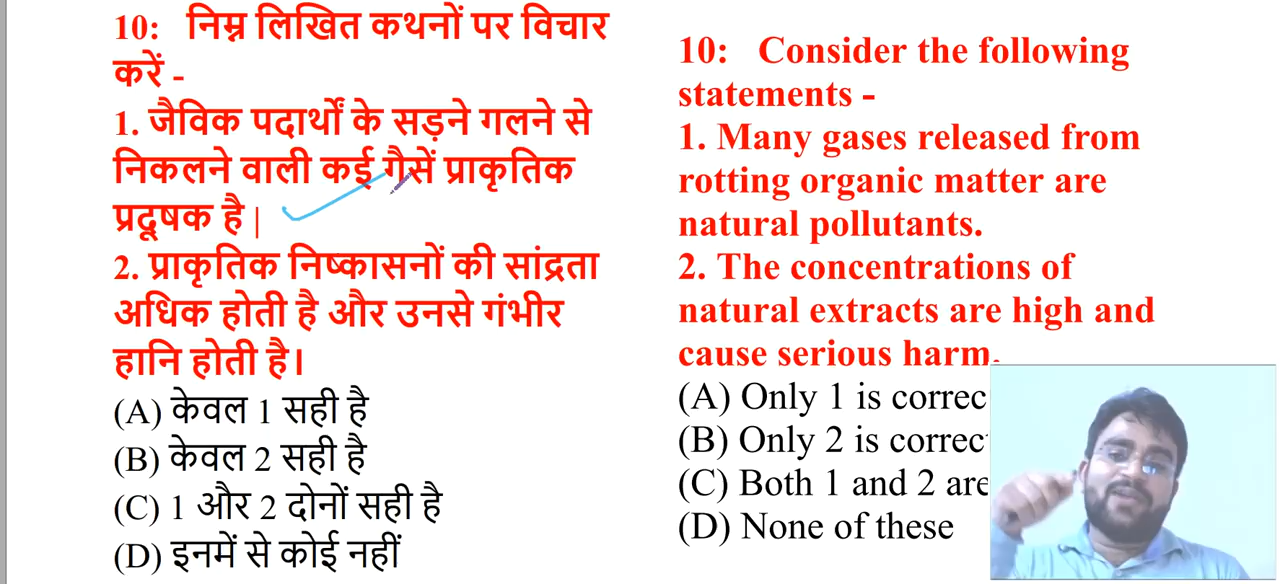 10: निम्न लिखित कथनों पर विचार
करें -
1. जैविक पदार्थों के सड़ने गलने से
निकलने वाली कई गैसें प्राकृतिक
प्रदूषक है |
2. प्राकृतिक निष्कासनों की सांद्रता
अधिक होती है और उनसे गंभीर
हानि होती है।
(A) केवल 1 सही है
(B) केवल 2 सही है
(C) 1 और 2 दोनों सही है
(D) इनमें से कोई नहीं
10: Consider the following
statements -
1. Many gases released from
rotting organic matter are
natural pollutants.
2. The concentrations of
natural extracts are high and
cause serious harm.
(A) Only 1 is correc
(B) Only 2 is correc
(C) Both 1 and 2 are
(D) None of these